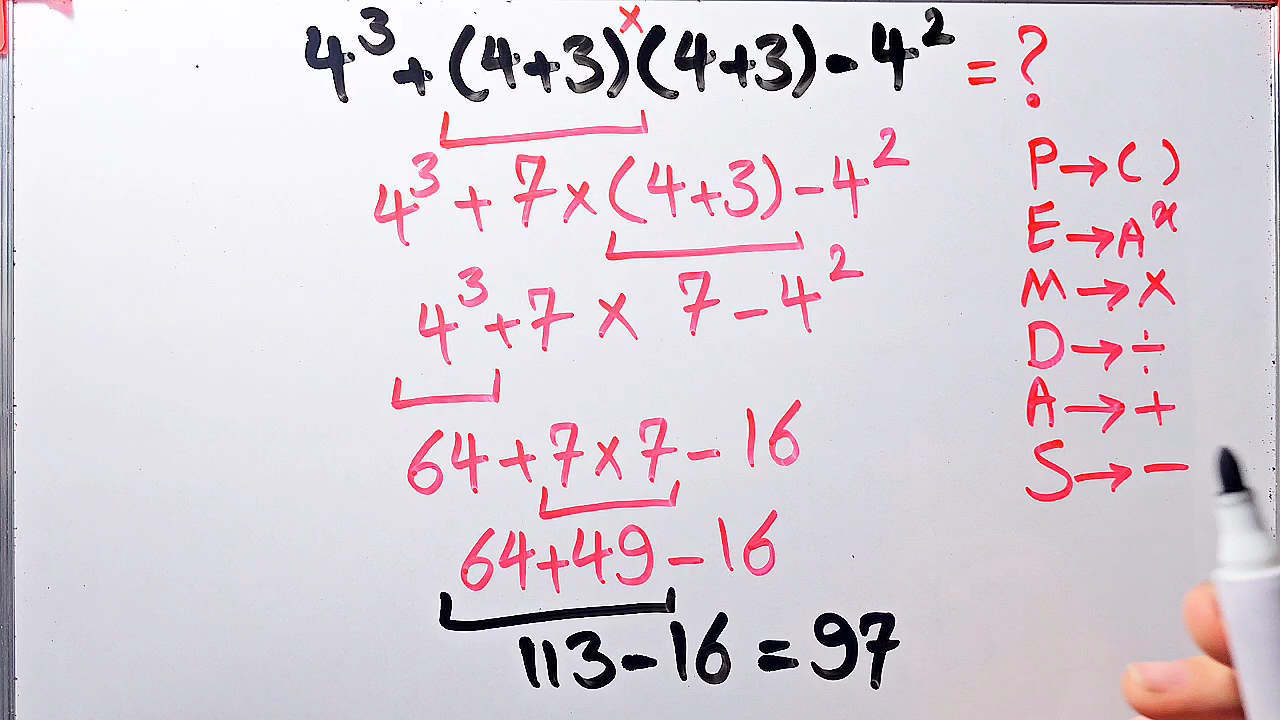 4³+(4+3)×(4+3)-4² = ?
4³+7×(4+3)-4²
4³+7×7-4²
64+7×7-16
64+49-16
113-16=97
P→( )
E→Aˣ
M→×
D→÷
A→+
S→-